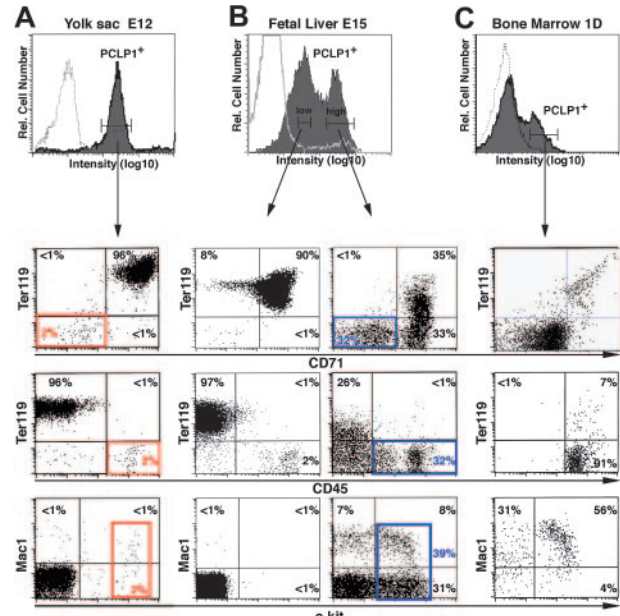 A Yolk sac E12
B Fetal Liver E15
C Bone Marrow 1D
Rel. Cell Number
PCLP1+
Intensity (log10)
Rel. Cell Number
PCLP1+
low
high
Intensity (log10)
Rel. Cell Number
PCLP1+
Intensity (log10)
Ter119
<1% 96%
<1%
Ter119
8% 90%
<1%
<1% 35%
32% 33%
Ter119
CD71
Ter119
96% <1%
Ter119
97% <1%
2%
26% <1%
32%
Ter119
<1% 7%
91%
CD45
Mac1
<1% <1%
<1% <1%
<1%
7% 8%
39%
31%
Mac1
31% 56%
4%
c-kit